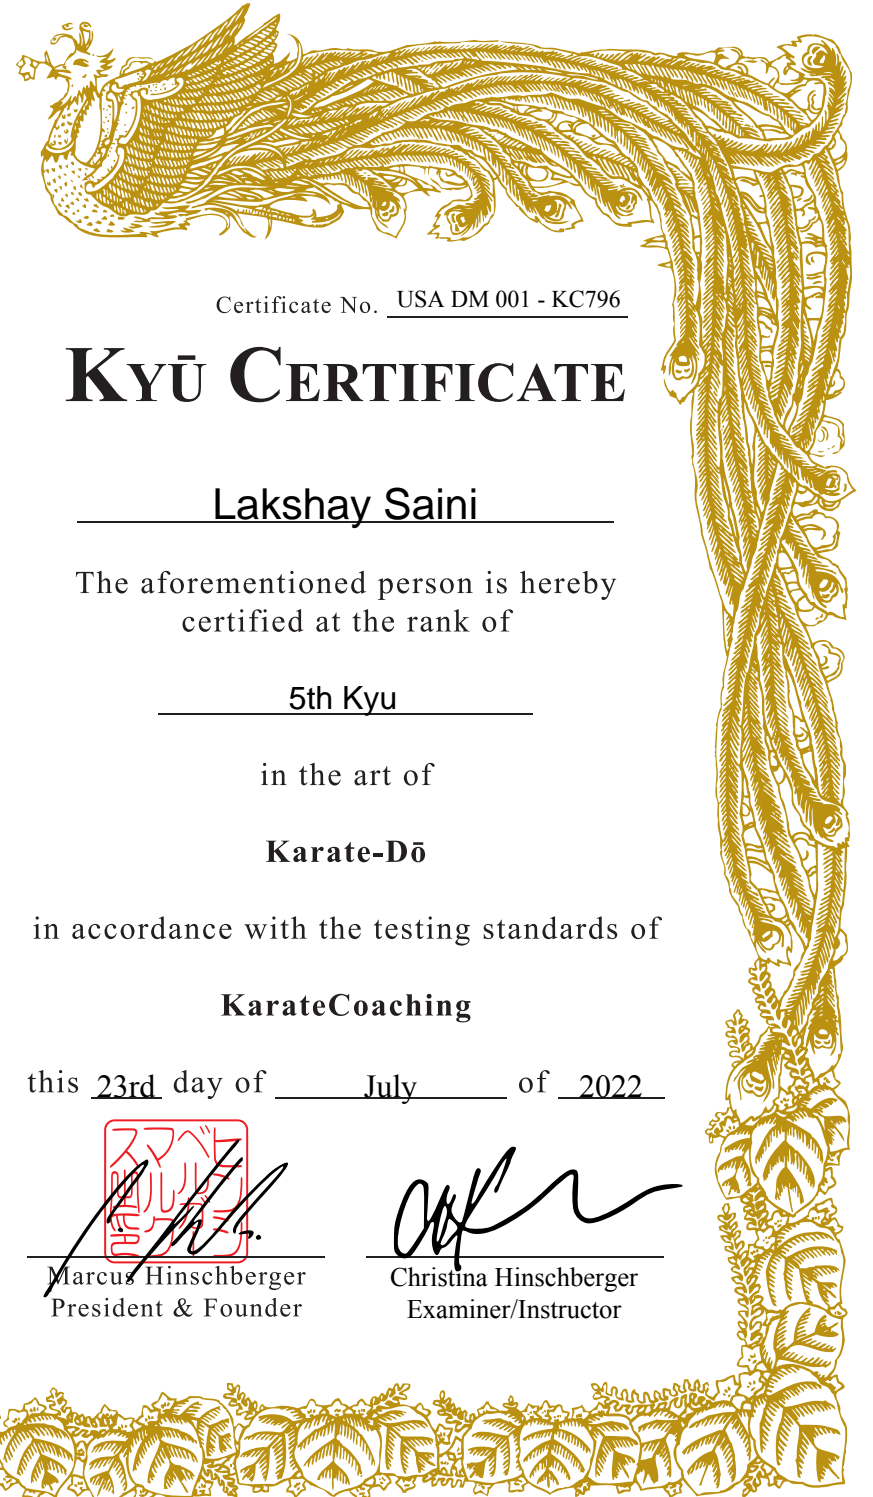 Certificate No. USA DM 001 - KC796
KYŪ CERTIFICATE
Lakshay Saini
The aforementioned person is hereby
certified at the rank of
5th Kyu
in the art of
Karate-Dō
in accordance with the testing standards of
KarateCoaching
this 23rd day of July of 2022
Marcus Hinschberger
President & Founder
Christina Hinschberger
Examiner/Instructor